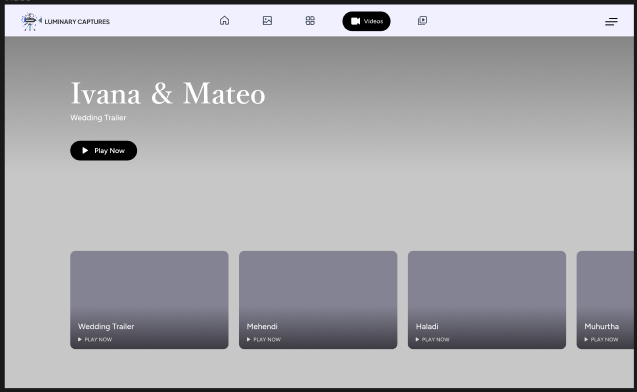 LUMINARY CAPTURES
Videos
Ivana & Mateo
Wedding Trailer
Play Now
Wedding Trailer
PLAY NOW
Mehendi
PLAY NOW
Haladi
PLAY NOW
Muhurtha
PLAY NOW